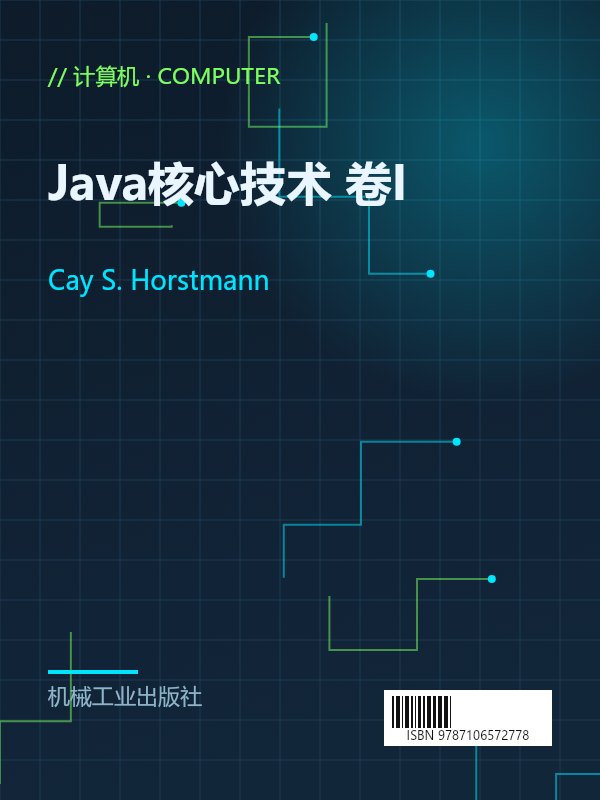 // 计算机 · COMPUTER
Java核心技术 卷I
Cay S. Horstmann
机械工业出版社
ISBN 9787106572778